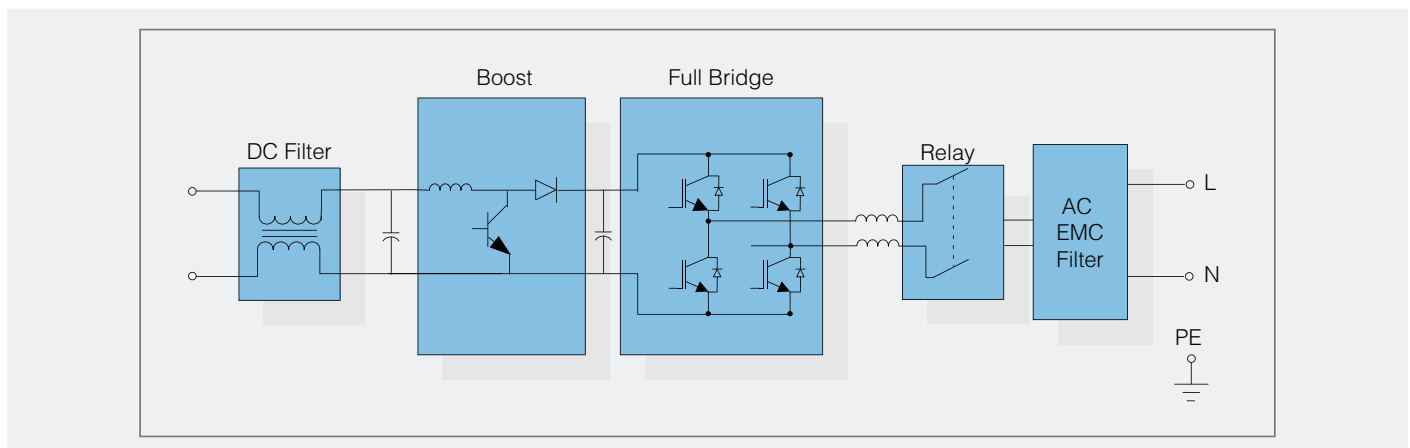 Boost
Full Bridge
DC Filter
Relay
L
AC
EMC
Filter
N
PE